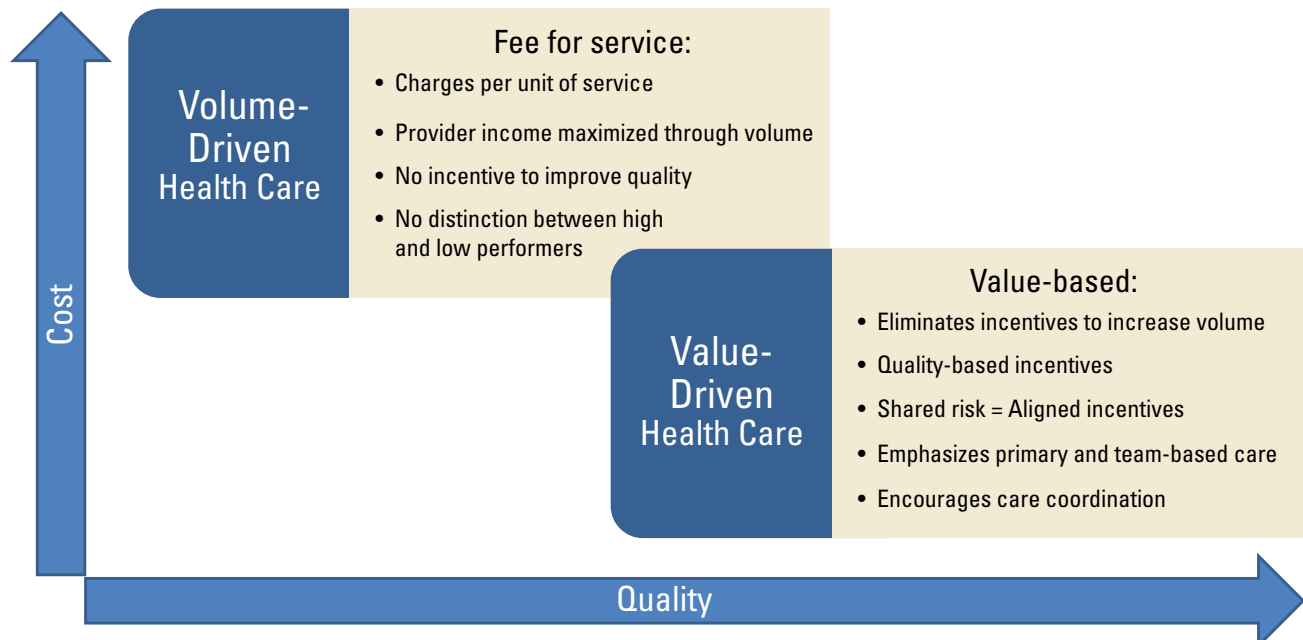 Cost
Volume-
Driven
Health Care
Fee for service:
• Charges per unit of service
• Provider income maximized through volume
• No incentive to improve quality
• No distinction between high
and low performers
Value-
Driven
Health Care
Value-based:
• Eliminates incentives to increase volume
• Quality-based incentives
• Shared risk = Aligned incentives
• Emphasizes primary and team-based care
• Encourages care coordination
Quality